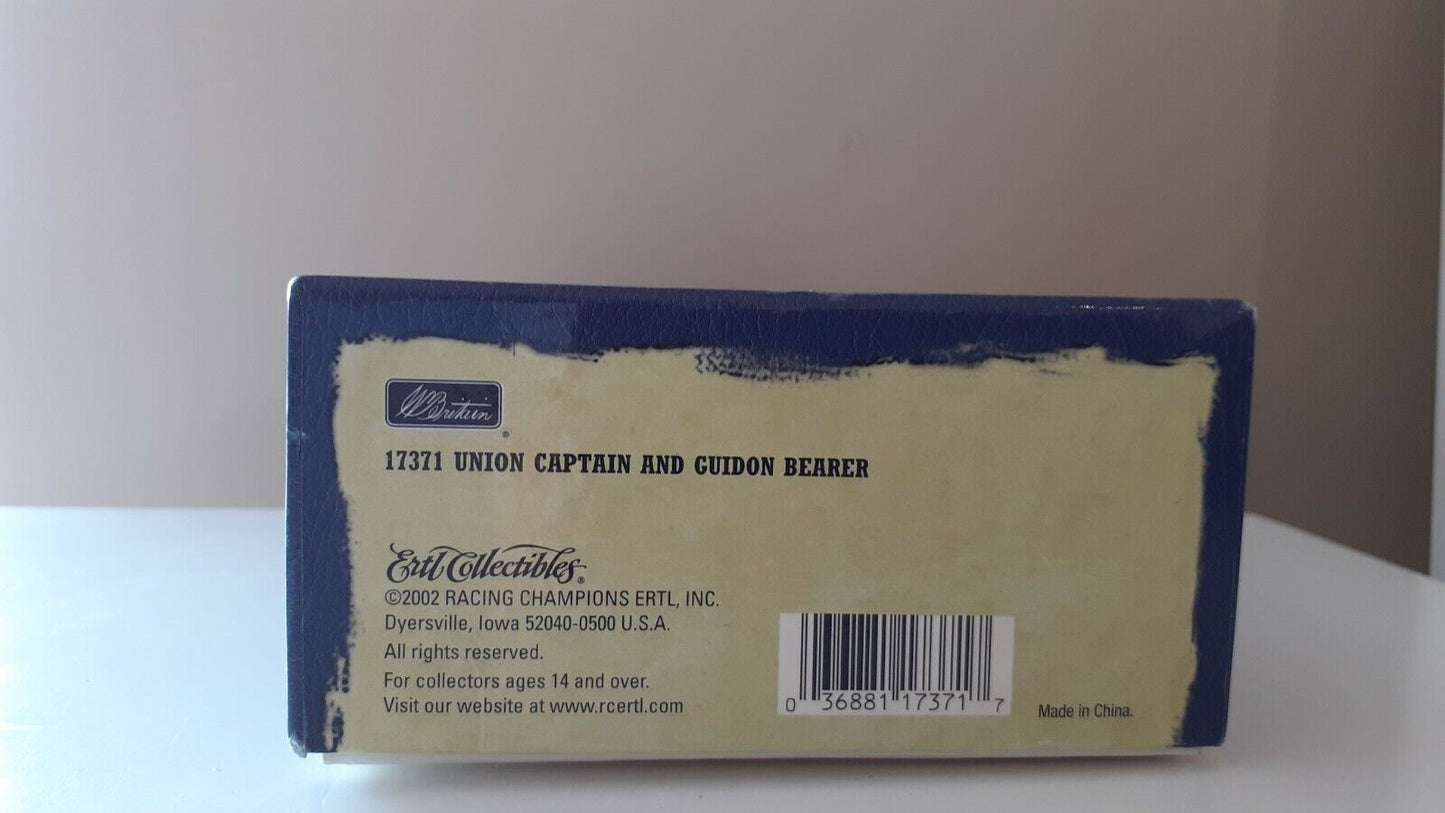 WBritain®
17371 UNION CAPTAIN AND GUIDON BEARER
Ertl Collectibles®
©2002 RACING CHAMPIONS ERTL, INC.
Dyersville, Iowa 52040-0500 U.S.A.
All rights reserved.
For collectors ages 14 and over.
Visit our website at www.rcertl.com
0 36881 17371 7
Made in China.